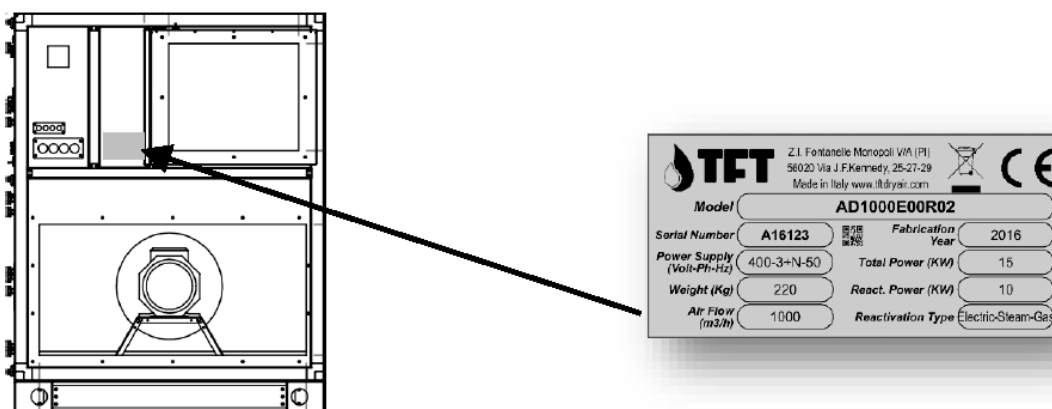 TFT
Z.I. Fontanelle Monopoli V/A (PI)
56020 Via J.F.Kennedy, 25-27-29
Made in Italy www.tftdryair.com
CE
Model AD1000E00R02
Serial Number A16123 Fabrication Year 2016
Power Supply (Volt-Ph-Hz) 400-3+N-50 Total Power (KW) 15
Weight (Kg) 220 React. Power (KW) 10
Air Flow (m3/h) 1000 Reactivation Type Electric-Steam-Gas